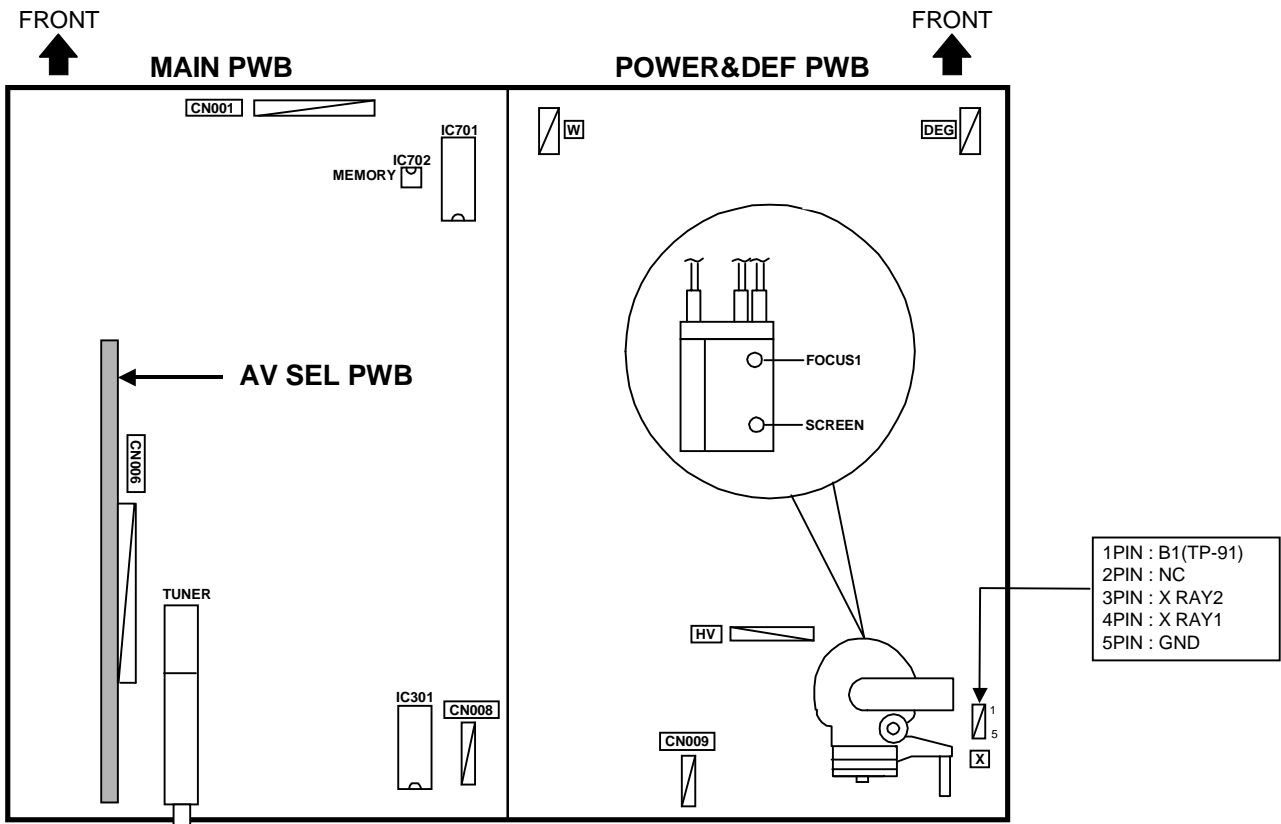 FRONT
FRONT
MAIN PWB
POWER&DEF PWB
CN001
W
DEG
IC701
IC702
MEMORY
FOCUS1
AV SEL PWB
SCREEN
CN006
1PIN : B1(TP-91)
2PIN : NC
3PIN : X RAY2
4PIN : X RAY1
5PIN : GND
TUNER
HV
IC301
CN008
1
5
CN009
X